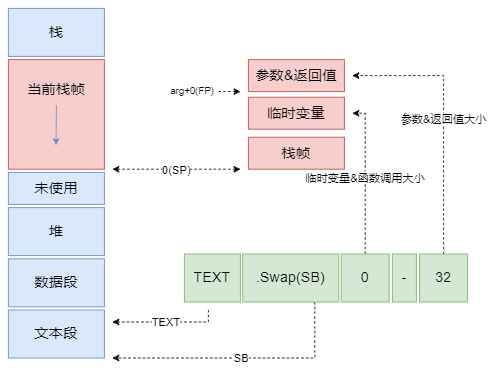 栈
当前栈帧
未使用
堆
数据段
文本段
参数&返回值
arg+0(FP)
临时变量
参数&返回值大小
栈帧
0(SP)
临时变量&函数调用大小
TEXT .Swap(SB) 0 - 32
TEXT
SB